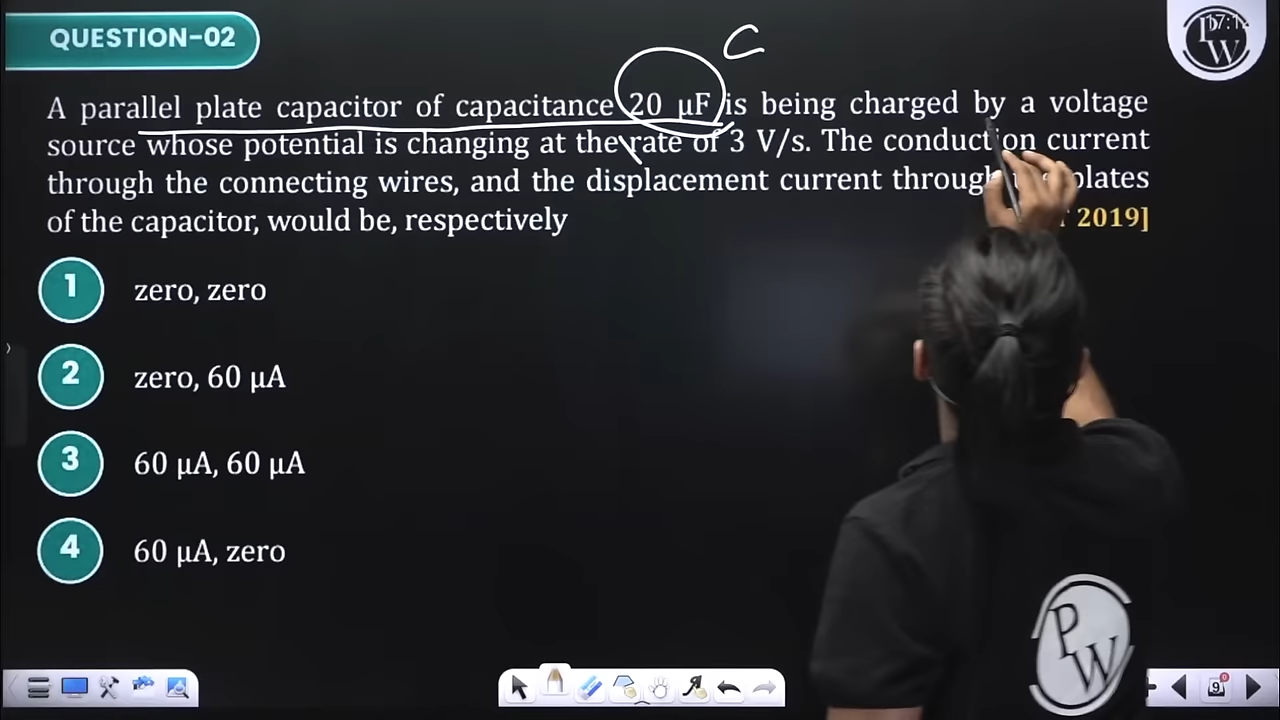 QUESTION-02
C
A parallel plate capacitor of capacitance 20 μF is being charged by a voltage
source whose potential is changing at the rate of 3 V/s. The conduction current
through the connecting wires, and the displacement current through plates
of the capacitor, would be, respectively
2019]
1 zero, zero
2 zero, 60 μA
3 60 μA, 60 μA
4 60 μA, zero
P
W
P
W
9